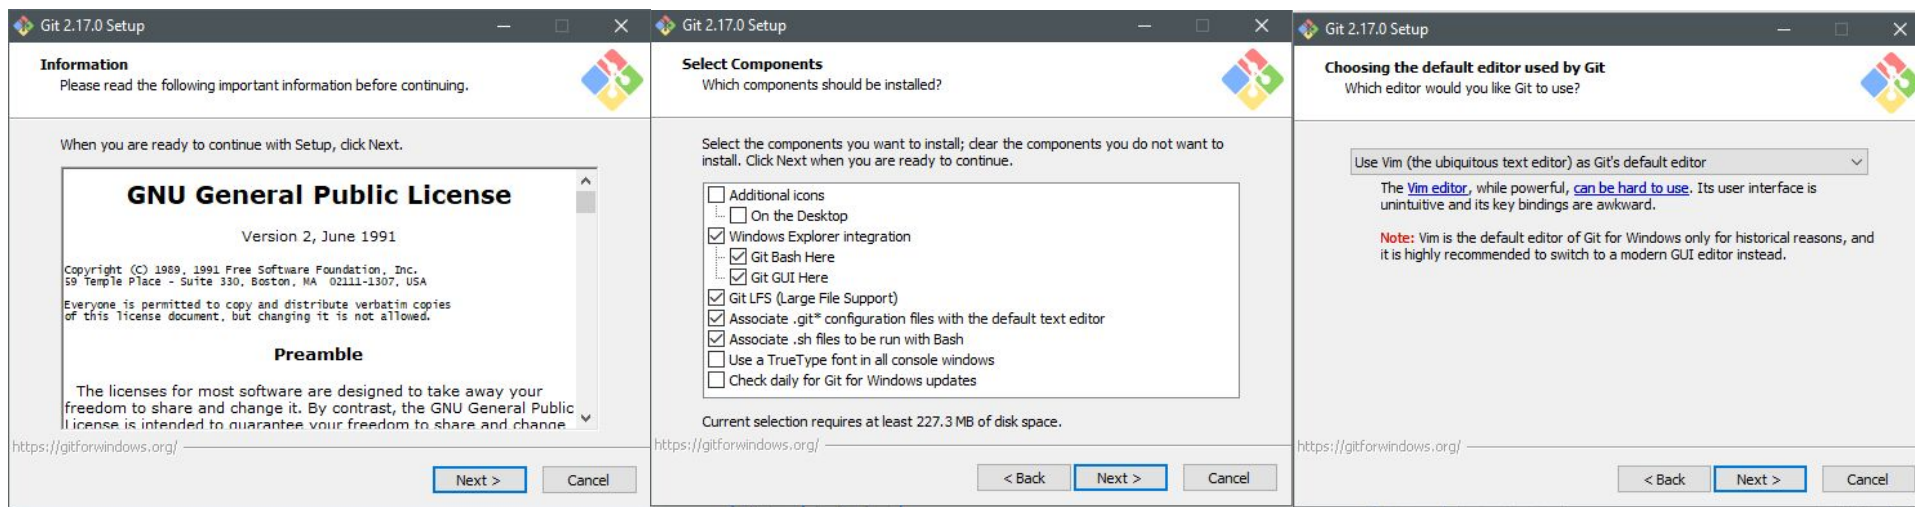 Git 2.17.0 Setup
Information
Please read the following important information before continuing.
When you are ready to continue with Setup, click Next.
GNU General Public License
Version 2, June 1991
Copyright (C) 1989, 1991 Free Software Foundation, Inc.
59 Temple Place - Suite 330, Boston, MA 02111-1307, USA
Everyone is permitted to copy and distribute verbatim copies
of this license document, but changing it is not allowed.
Preamble
The licenses for most software are designed to take away your
freedom to share and change it. By contrast, the GNU General Public
License is intended to guarantee your freedom to share and change
https://gitforwindows.org/
Next >
Cancel
Git 2.17.0 Setup
Select Components
Which components should be installed?
Select the components you want to install; clear the components you do not want to
install. Click Next when you are ready to continue.
Additional icons
On the Desktop
Windows Explorer integration
Git Bash Here
Git GUI Here
Git LFS (Large File Support)
Associate .git* configuration files with the default text editor
Associate .sh files to be run with Bash
Use a TrueType font in all console windows
Check daily for Git for Windows updates
Current selection requires at least 227.3 MB of disk space.
https://gitforwindows.org/
< Back
Next >
Cancel
Git 2.17.0 Setup
Choosing the default editor used by Git
Which editor would you like Git to use?
Use Vim (the ubiquitous text editor) as Git's default editor
The Vim editor, while powerful, can be hard to use. Its user interface is
unintuitive and its key bindings are awkward.
Note: Vim is the default editor of Git for Windows only for historical reasons, and
it is highly recommended to switch to a modern GUI editor instead.
https://gitforwindows.org/
< Back
Next >
Cancel